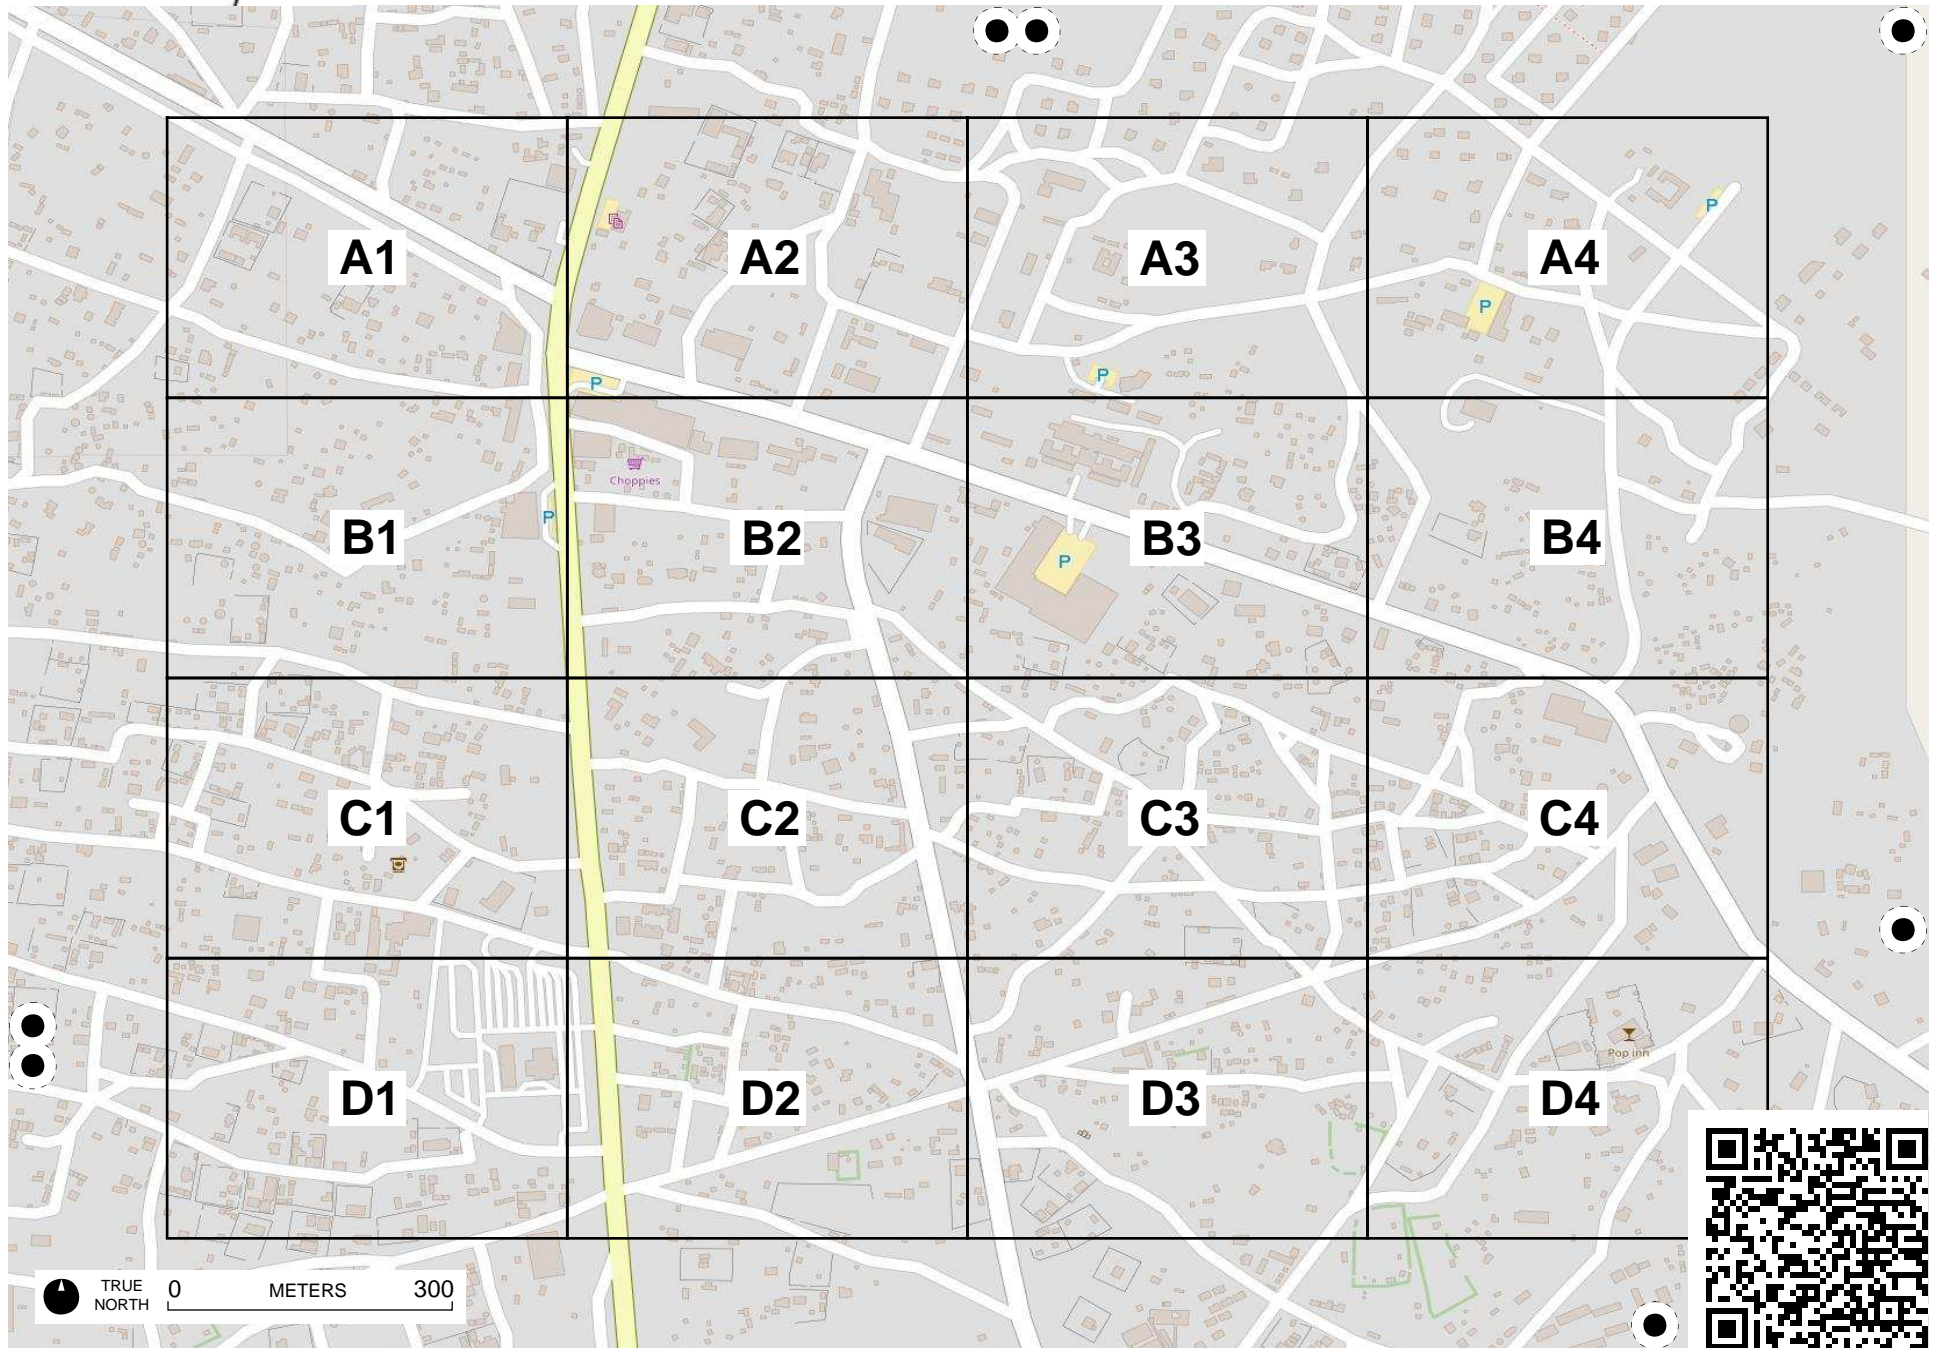 P
A1
A2
A3
A4
P
P
P
Choppies
P
B1
B2
B3
B4
P
C1
C2
C3
C4
Pop inn
D1
D2
D3
D4
TRUE NORTH
0 METERS 300